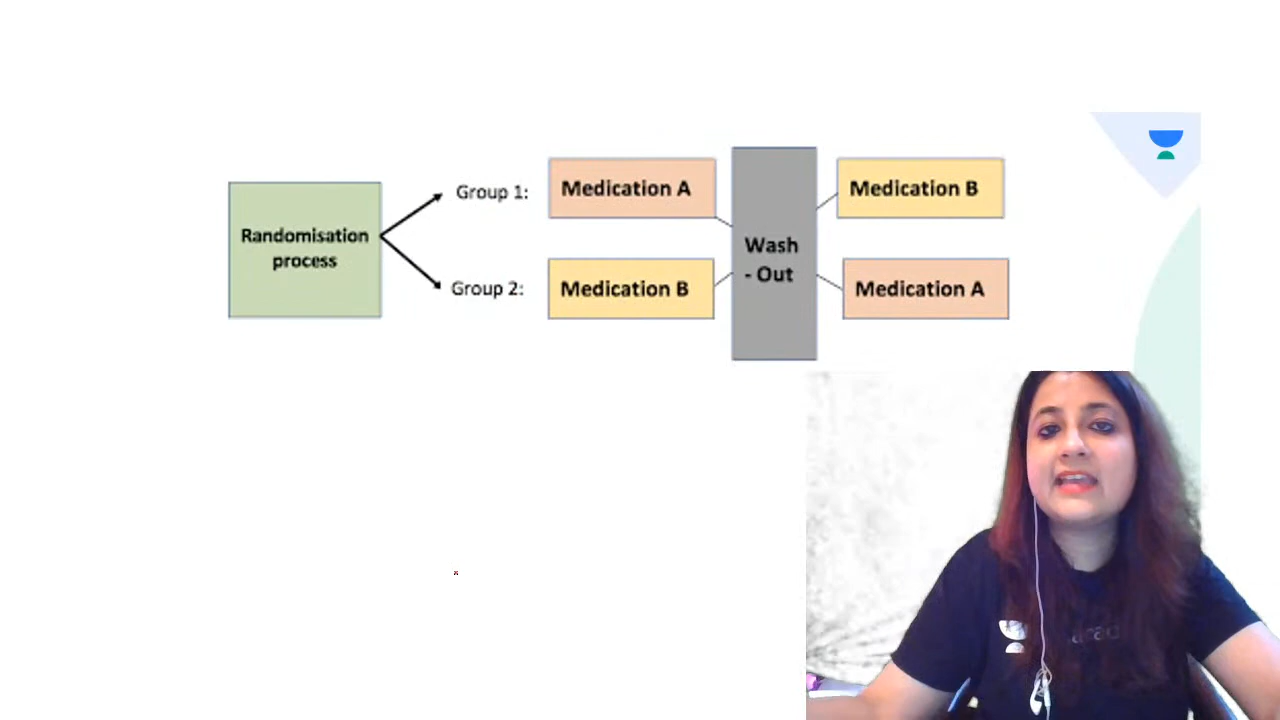 Randomisation
process
Group 1:
Medication A
Wash
- Out
Medication B
Group 2:
Medication B
Medication A